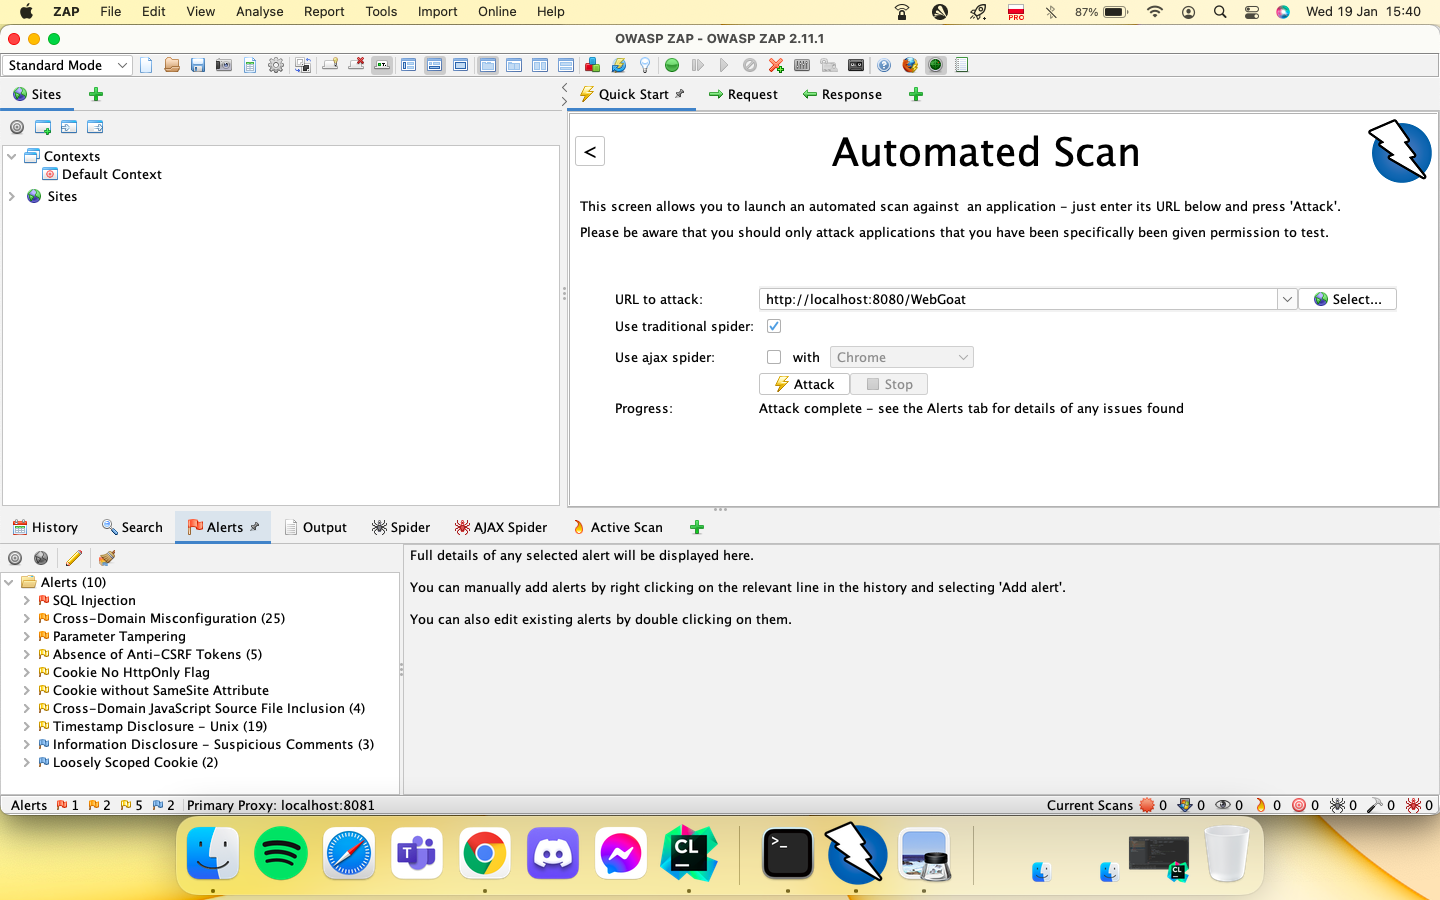 ZAP File Edit View Analyse Report Tools Import Online Help PRO 87% Wed 19 Jan 15:40
OWASP ZAP - OWASP ZAP 2.11.1
Standard Mode
Sites
Quick Start Request Response
Contexts
Default Context
Sites
<
Automated Scan
This screen allows you to launch an automated scan against an application - just enter its URL below and press 'Attack'.
Please be aware that you should only attack applications that you have been specifically been given permission to test.
URL to attack: http://localhost:8080/WebGoat Select...
Use traditional spider:
Use ajax spider: with Chrome
Attack Stop
Progress: Attack complete - see the Alerts tab for details of any issues found
History Search Alerts Output Spider AJAX Spider Active Scan
Alerts (10)
SQL Injection
Cross-Domain Misconfiguration (25)
Parameter Tampering
Absence of Anti-CSRF Tokens (5)
Cookie No HttpOnly Flag
Cookie without SameSite Attribute
Cross-Domain JavaScript Source File Inclusion (4)
Timestamp Disclosure - Unix (19)
Information Disclosure - Suspicious Comments (3)
Loosely Scoped Cookie (2)
Full details of any selected alert will be displayed here.
You can manually add alerts by right clicking on the relevant line in the history and selecting 'Add alert'.
You can also edit existing alerts by double clicking on them.
Alerts 1 2 5 2 Primary Proxy: localhost:8081 Current Scans 0 0 0 0 0 0 0 0
CL
>_